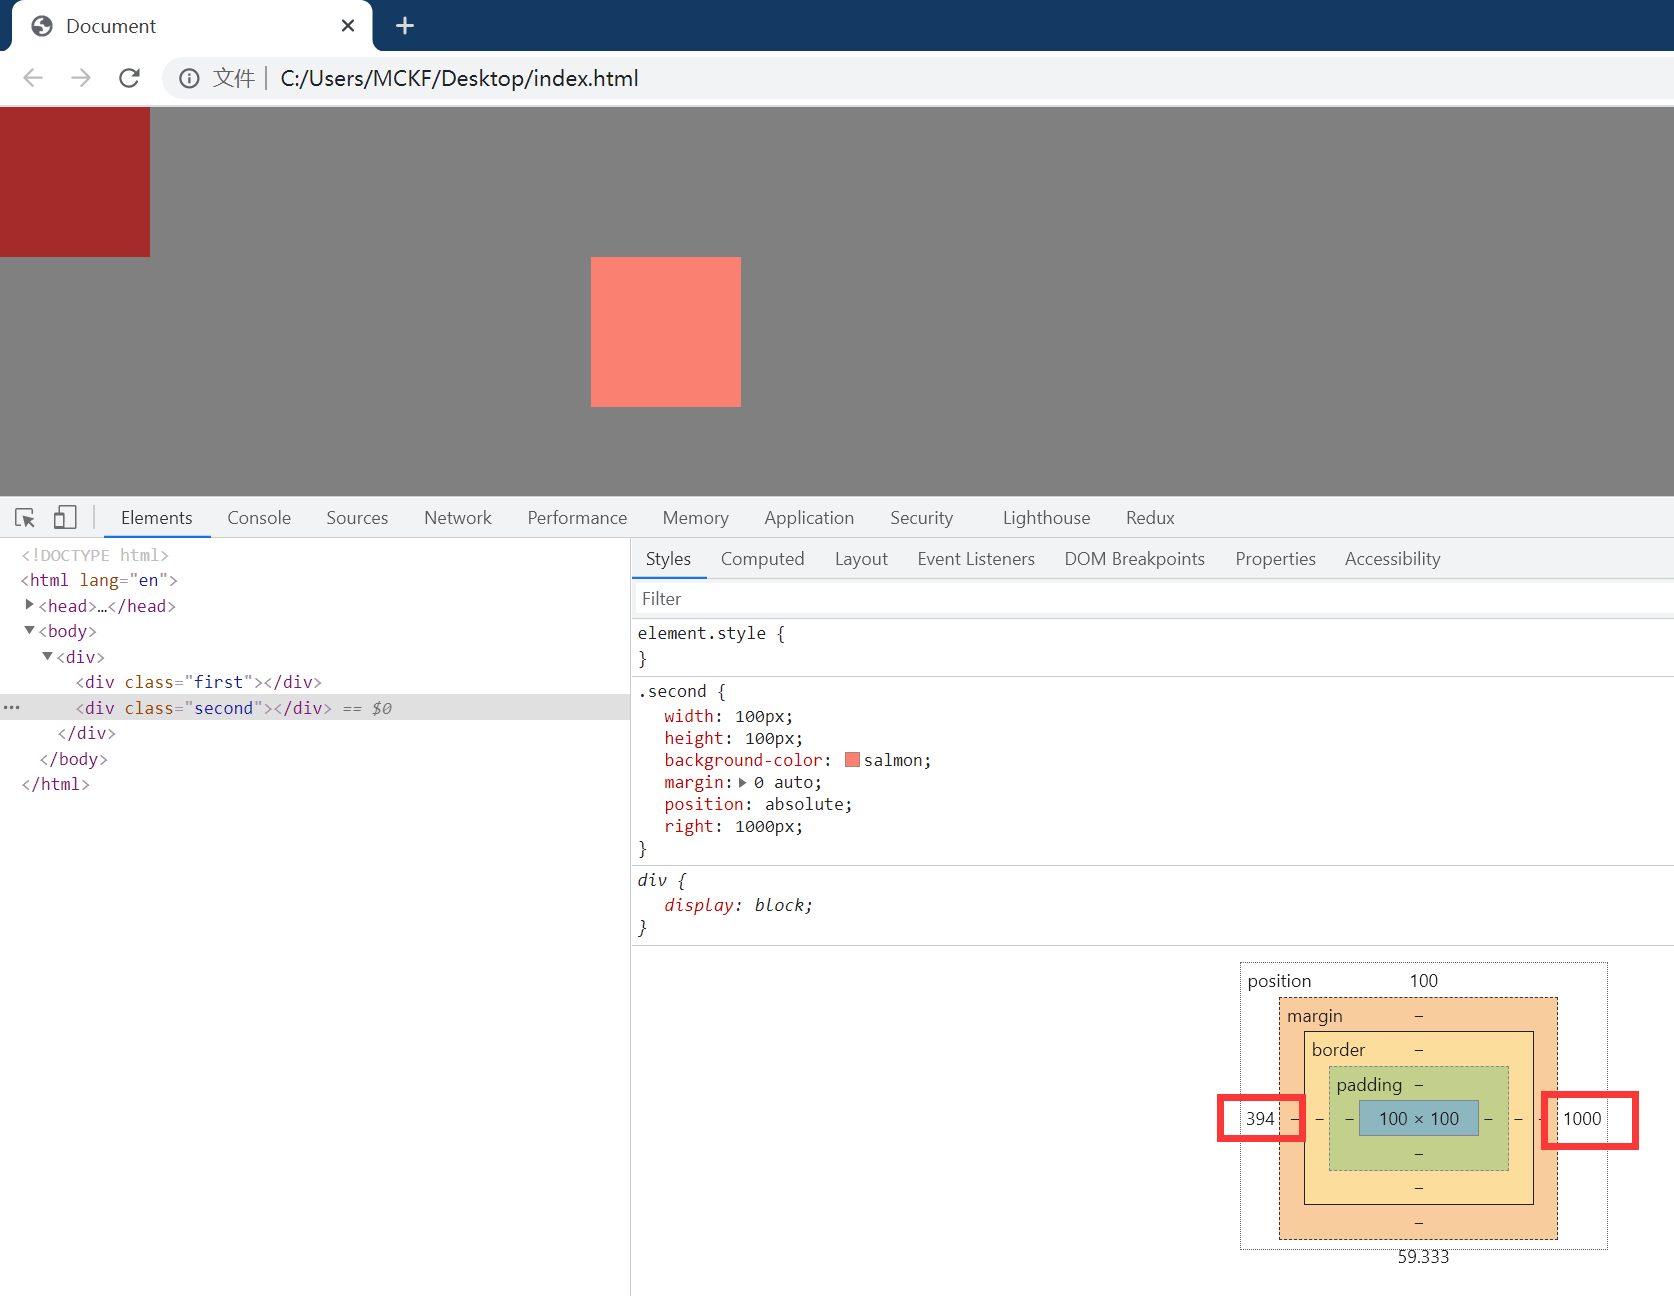 Document
文件 C:/Users/MCKF/Desktop/index.html
Elements Console Sources Network Performance Memory Application Security Lighthouse Redux
<!DOCTYPE html>
<html lang="en">
<head>…</head>
<body>
<div>
<div class="first"></div>
<div class="second"></div> == $0
</div>
</body>
</html>
Styles Computed Layout Event Listeners DOM Breakpoints Properties Accessibility
Filter
element.style {
}
.second {
width: 100px;
height: 100px;
background-color: salmon;
margin: 0 auto;
position: absolute;
right: 1000px;
}
div {
display: block;
}
position 100
margin –
border –
padding –
394 – – – 100 × 100 – – - 1000
–
–
–
59.333